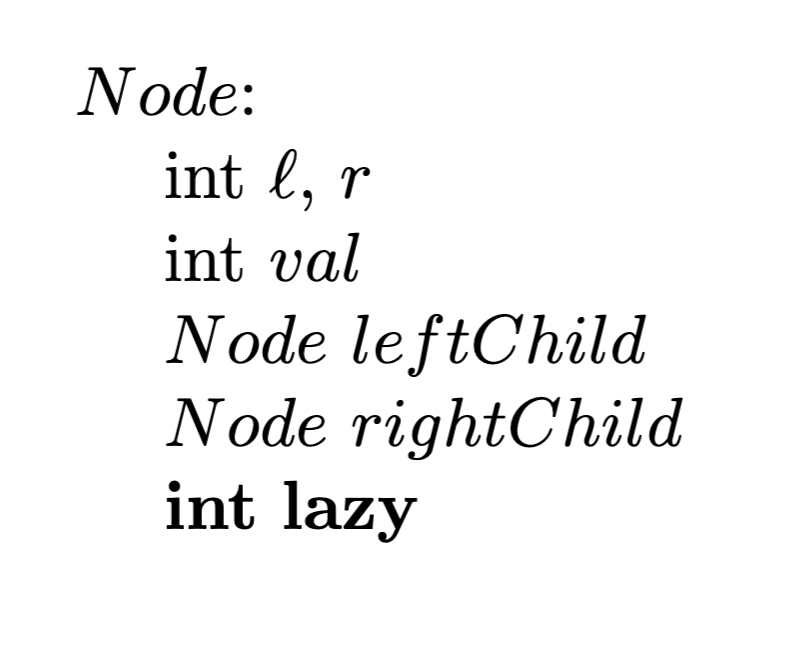 Node:
int ℓ, r
int val
Node leftChild
Node rightChild
int lazy